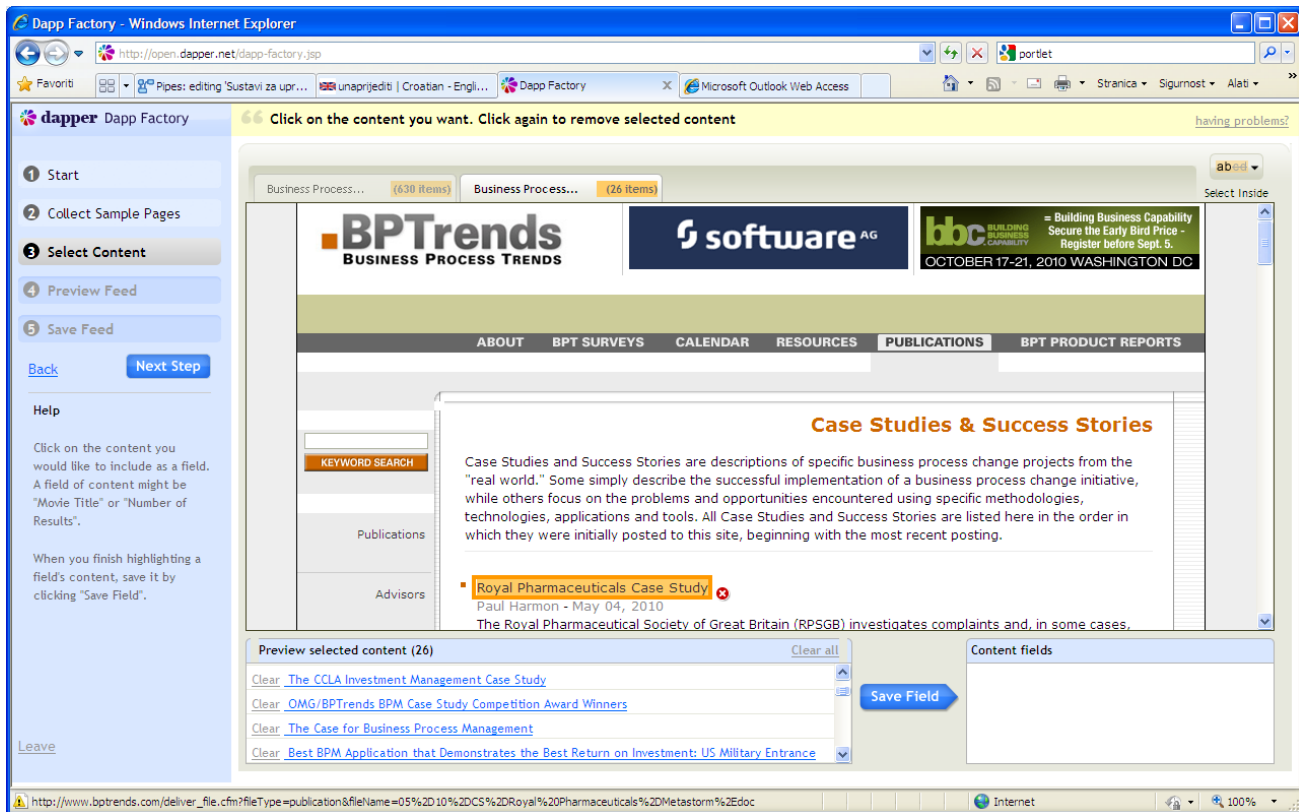 Dapp Factory - Windows Internet Explorer
http://open.dapper.net/dapp-factory.jsp
portlet
Favoriti
Pipes: editing 'Sustavi za upr...
unaprijediti | Croatian - Engli...
Dapp Factory
Microsoft Outlook Web Access
Stranica
Sigurnost
Alati
»
dapper Dapp Factory
Click on the content you want. Click again to remove selected content
having problems?
1 Start
2 Collect Sample Pages
3 Select Content
4 Preview Feed
5 Save Feed
Back
Next Step
Help
Click on the content you
would like to include as a field.
A field of content might be
"Movie Title" or "Number of
Results".
When you finish highlighting a
field's content, save it by
clicking "Save Field".
Leave
abcd
Select Inside
Business Process... (630 items)
Business Process... (26 items)
BPTrends
BUSINESS PROCESS TRENDS
software AG
bbc BUILDING BUSINESS CAPABILITY
= Building Business Capability
Secure the Early Bird Price -
Register before Sept. 5.
OCTOBER 17-21, 2010 WASHINGTON DC
ABOUT BPT SURVEYS CALENDAR RESOURCES PUBLICATIONS BPT PRODUCT REPORTS
KEYWORD SEARCH
Publications
Advisors
Case Studies & Success Stories
Case Studies and Success Stories are descriptions of specific business process change projects from the
"real world." Some simply describe the successful implementation of a business process change initiative,
while others focus on the problems and opportunities encountered using specific methodologies,
technologies, applications and tools. All Case Studies and Success Stories are listed here in the order in
which they were initially posted to this site, beginning with the most recent posting.
Royal Pharmaceuticals Case Study
Paul Harmon - May 04, 2010
The Royal Pharmaceutical Society of Great Britain (RPSGB) investigates complaints and, in some cases,
Preview selected content (26)
Clear all
Clear The CCLA Investment Management Case Study
Clear OMG/BPTrends BPM Case Study Competition Award Winners
Clear The Case for Business Process Management
Clear Best BPM Application that Demonstrates the Best Return on Investment: US Military Entrance
Save Field
Content fields
http://www.bptrends.com/deliver_file.cfm?fileType=publication&fileName=05%2D10%2DCS%2DRoyal%20Pharmaceuticals%2DMetastorm%2Edoc
Internet
100%